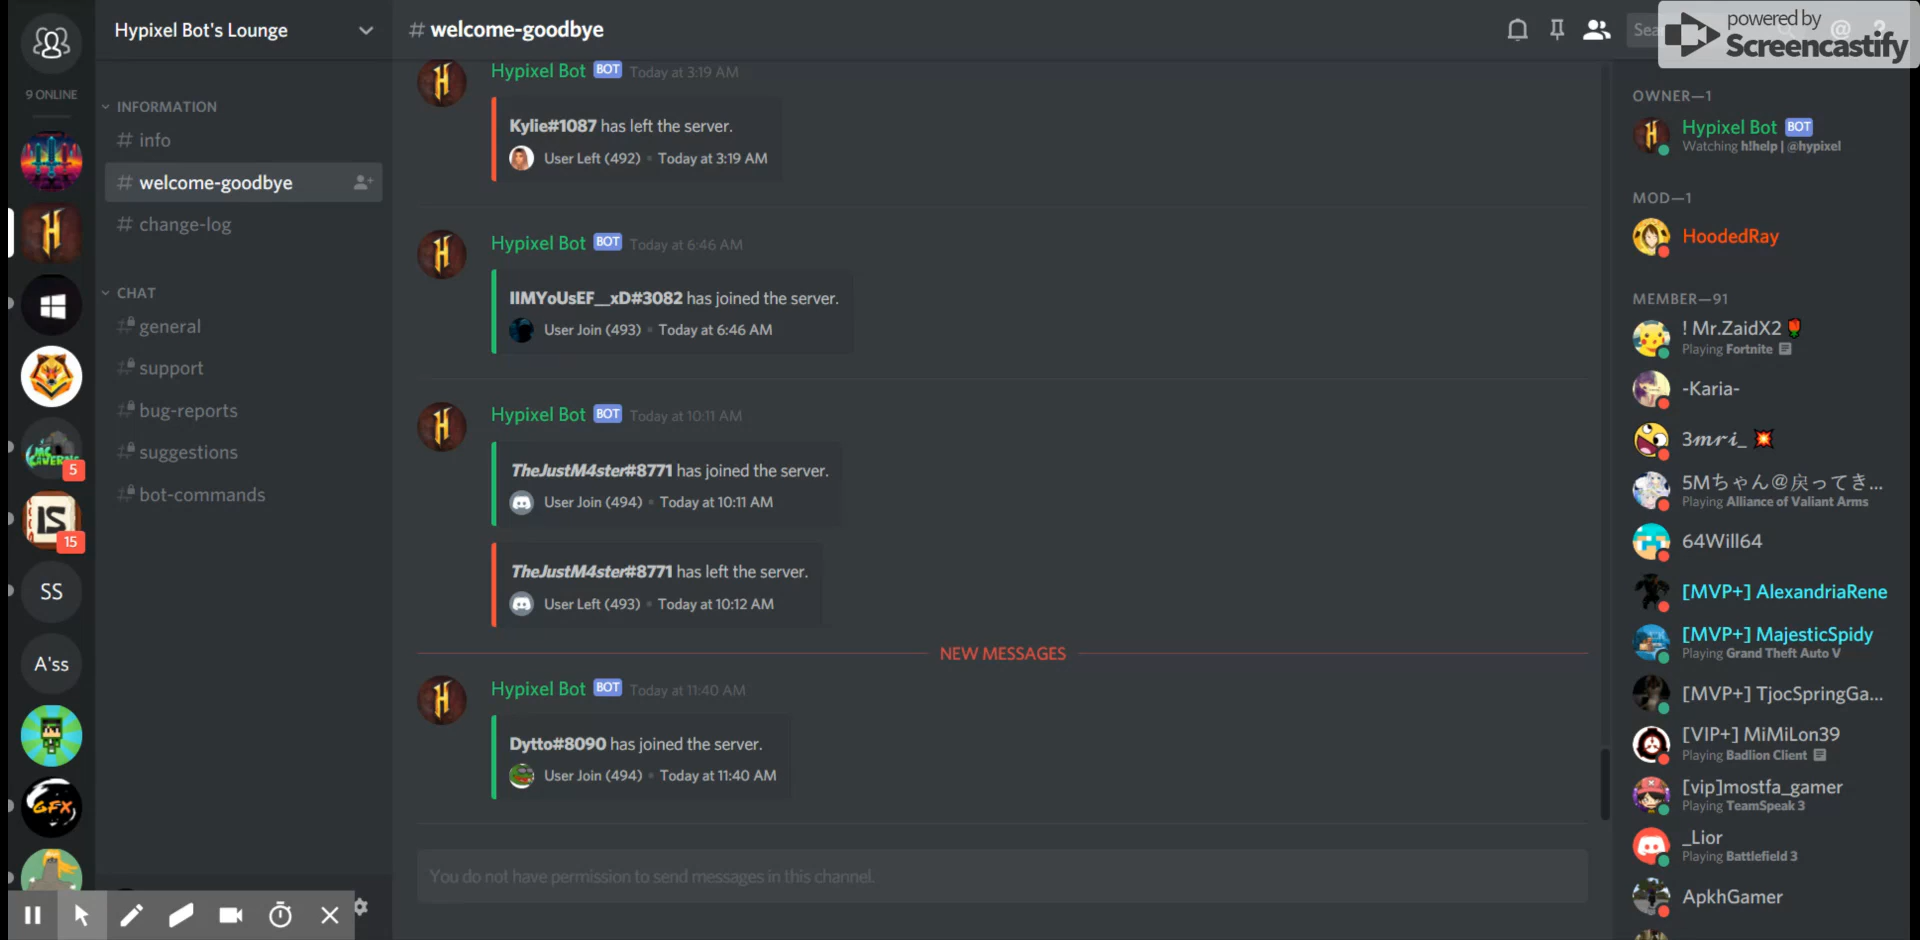 Hypixel Bot's Lounge
# welcome-goodbye
Sea
@
?
powered by
Screencastify
9 ONLINE
INFORMATION
# info
# welcome-goodbye
# change-log
CHAT
# general
# support
# bug-reports
# suggestions
# bot-commands
H
MC
CAVERNS
5
IS
15
SS
A'ss
GFX
Hypixel Bot BOT Today at 3:19 AM
Kylie#1087 has left the server.
User Left (492) • Today at 3:19 AM
Hypixel Bot BOT Today at 6:46 AM
IIMYoUsEF__xD#3082 has joined the server.
User Join (493) • Today at 6:46 AM
Hypixel Bot BOT Today at 10:11 AM
TheJustM4ster#8771 has joined the server.
User Join (494) • Today at 10:11 AM
TheJustM4ster#8771 has left the server.
User Left (493) • Today at 10:12 AM
NEW MESSAGES
Hypixel Bot BOT Today at 11:40 AM
Dytto#8090 has joined the server.
User Join (494) • Today at 11:40 AM
You do not have permission to send messages in this channel.
OWNER—1
Hypixel Bot BOT
Watching h!help | @hypixel
MOD—1
HoodedRay
MEMBER—91
! Mr.ZaidX2🌹
Playing Fortnite
-Karia-
3𝓶𝓻𝓲_ 💥
5Mちゃん@戻ってき...
Playing Alliance of Valiant Arms
64Will64
[MVP+] AlexandriaRene
[MVP+] MajesticSpidy
Playing Grand Theft Auto V
[MVP+] TjocSpringGa...
[VIP+] MiMiLon39
Playing Badlion Client
[vip]mostfa_gamer
Playing TeamSpeak 3
_Lior
Playing Battlefield 3
ApkhGamer